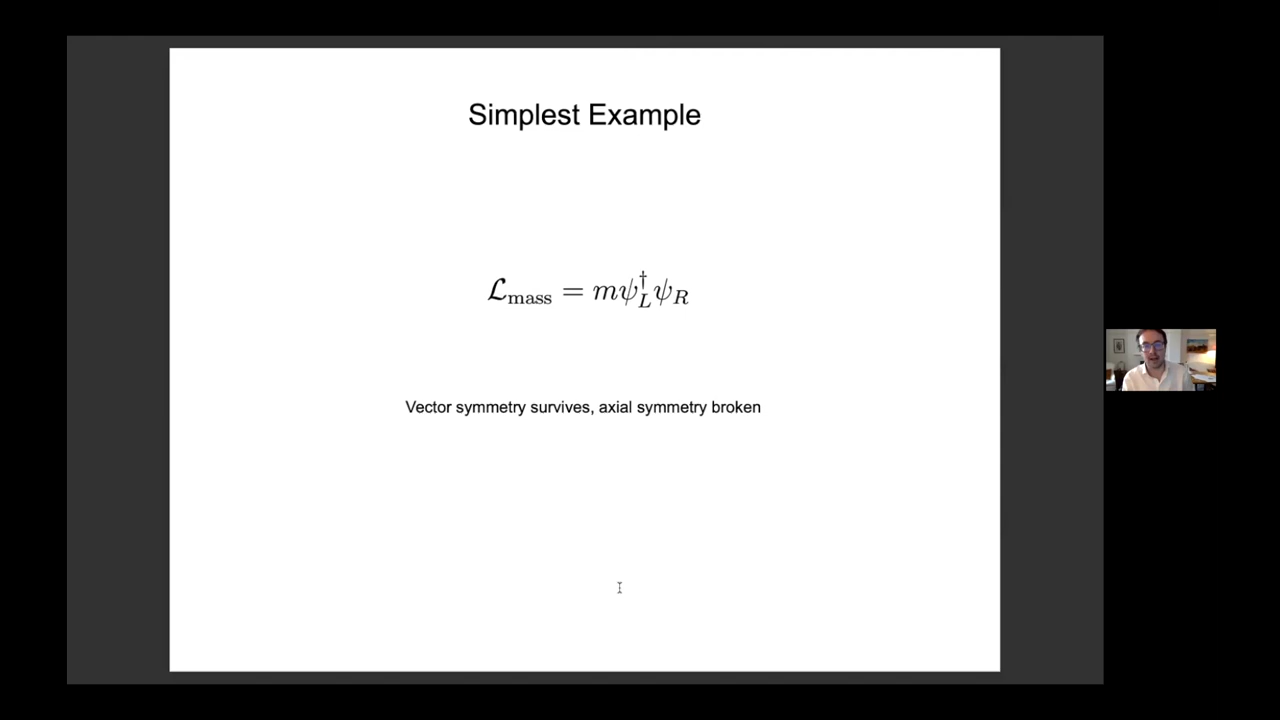 Simplest Example
ℒ_mass = mψ_L^†ψ_R
Vector symmetry survives, axial symmetry broken